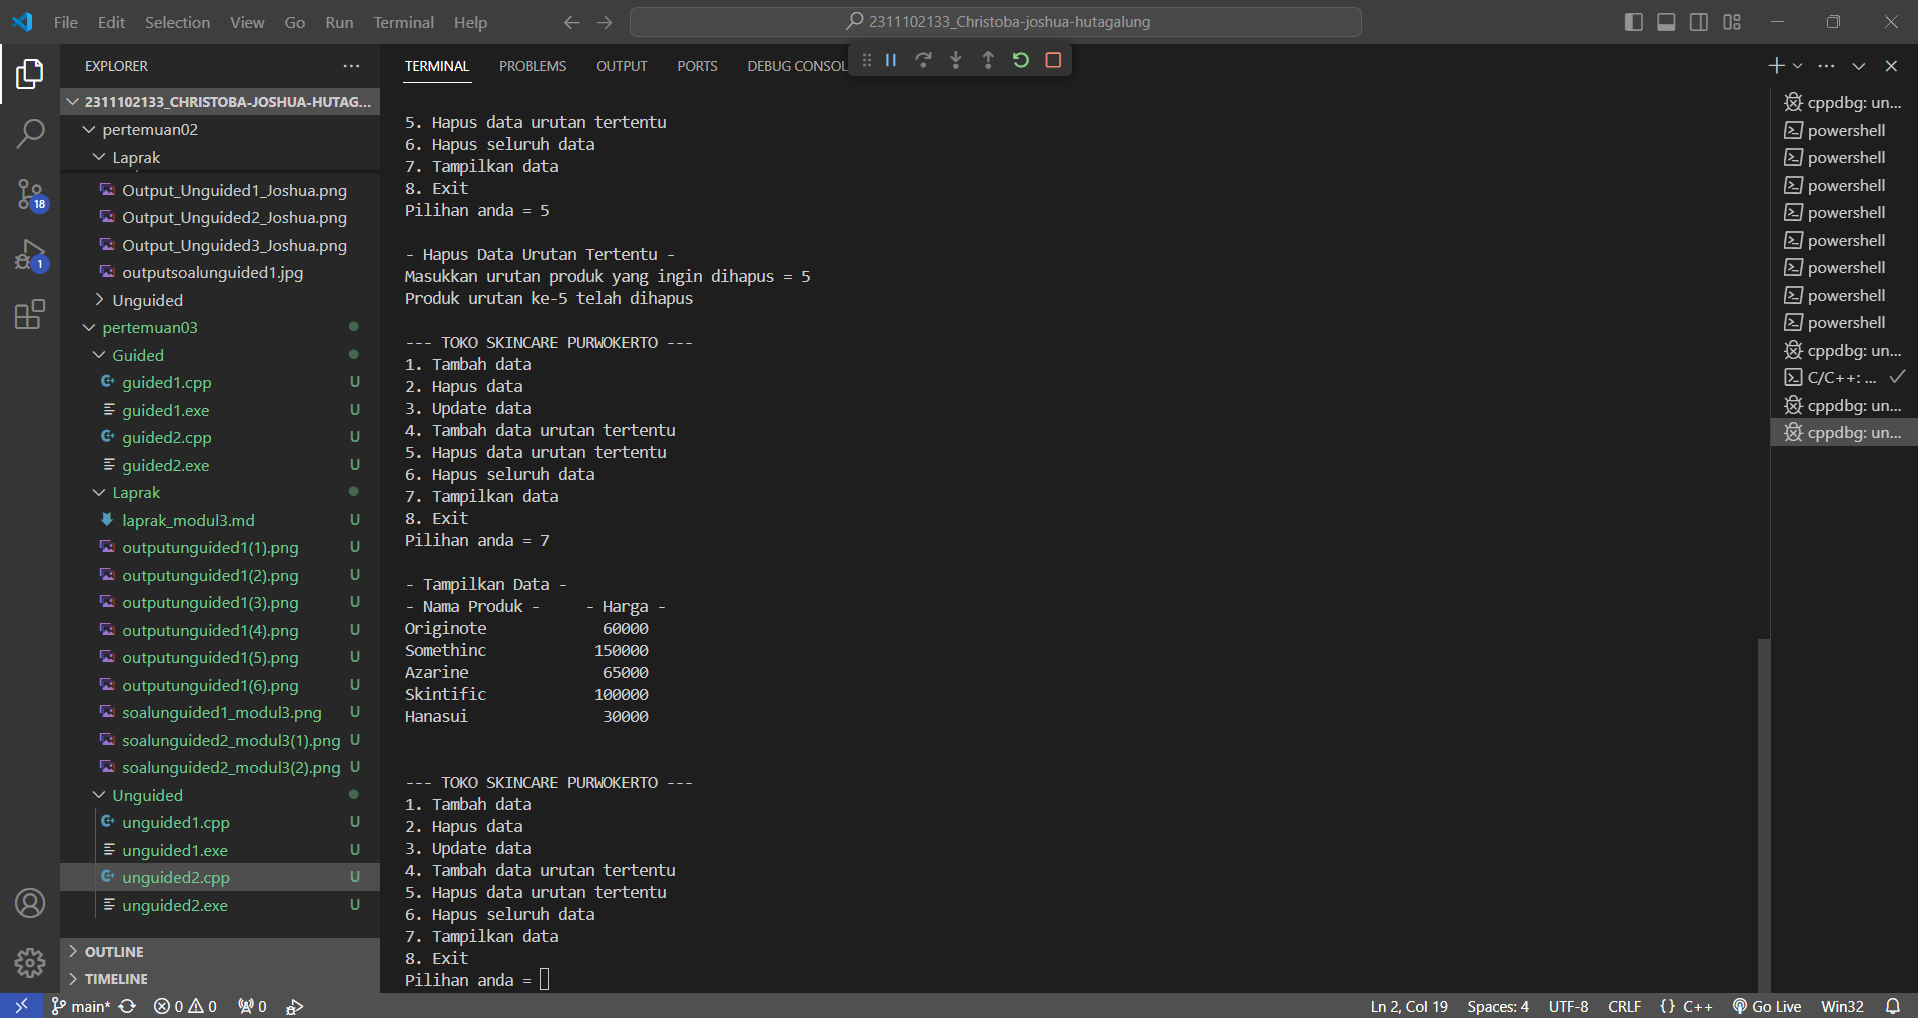 File Edit Selection View Go Run Terminal Help
2311102133_Christoba-joshua-hutagalung
EXPLORER
2311102133_CHRISTOBA-JOSHUA-HUTAG...
pertemuan02
Laprak
Output_Unguided1_Joshua.png
Output_Unguided2_Joshua.png
Output_Unguided3_Joshua.png
outputsoalunguided1.jpg
Unguided
pertemuan03
Guided
guided1.cpp U
guided1.exe U
guided2.cpp U
guided2.exe U
Laprak
laprak_modul3.md U
outputunguided1(1).png U
outputunguided1(2).png U
outputunguided1(3).png U
outputunguided1(4).png U
outputunguided1(5).png U
outputunguided1(6).png U
soalunguided1_modul3.png U
soalunguided2_modul3(1).png U
soalunguided2_modul3(2).png U
Unguided
unguided1.cpp U
unguided1.exe U
unguided2.cpp U
unguided2.exe U
OUTLINE
TIMELINE
18
1
TERMINAL PROBLEMS OUTPUT PORTS DEBUG CONSOL
5. Hapus data urutan tertentu
6. Hapus seluruh data
7. Tampilkan data
8. Exit
Pilihan anda = 5
- Hapus Data Urutan Tertentu -
Masukkan urutan produk yang ingin dihapus = 5
Produk urutan ke-5 telah dihapus
--- TOKO SKINCARE PURWOKERTO ---
1. Tambah data
2. Hapus data
3. Update data
4. Tambah data urutan tertentu
5. Hapus data urutan tertentu
6. Hapus seluruh data
7. Tampilkan data
8. Exit
Pilihan anda = 7
- Tampilkan Data -
- Nama Produk - - Harga -
Originote 60000
Somethinc 150000
Azarine 65000
Skintific 100000
Hanasui 30000
--- TOKO SKINCARE PURWOKERTO ---
1. Tambah data
2. Hapus data
3. Update data
4. Tambah data urutan tertentu
5. Hapus data urutan tertentu
6. Hapus seluruh data
7. Tampilkan data
8. Exit
Pilihan anda =
cppdbg: un...
powershell
powershell
powershell
powershell
powershell
powershell
powershell
powershell
cppdbg: un...
C/C++: ...
cppdbg: un...
cppdbg: un...
main* 0 0 0
Ln 2, Col 19 Spaces: 4 UTF-8 CRLF {} C++ Go Live Win32